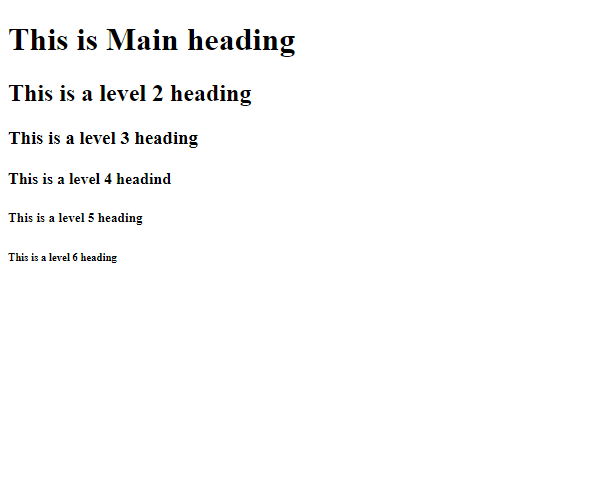 This is Main heading
This is a level 2 heading
This is a level 3 heading
This is a level 4 headind
This is a level 5 heading
This is a level 6 heading